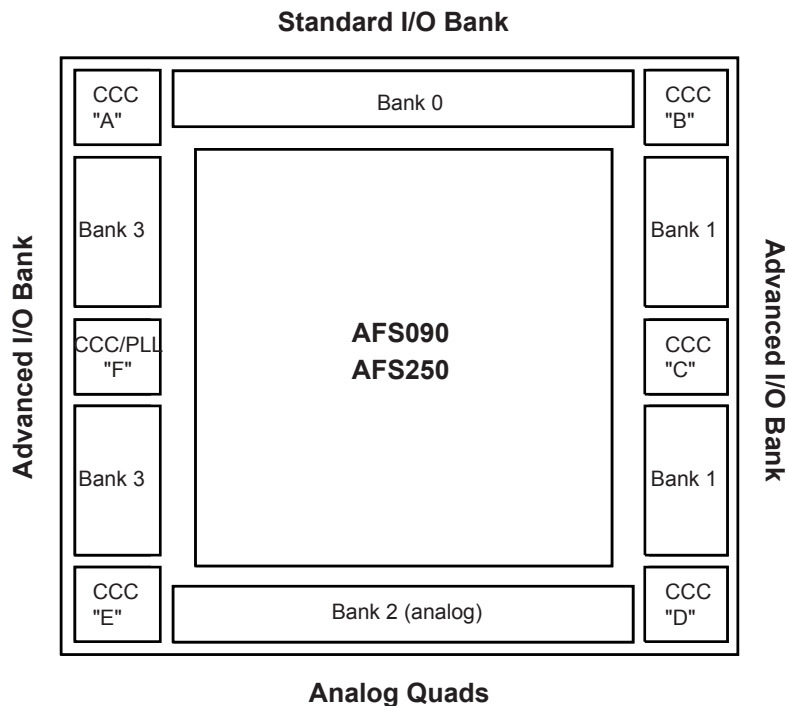 Standard I/O Bank
CCC
"A"
Bank 0
CCC
"B"
Bank 3
Bank 1
Advanced I/O Bank
Advanced I/O Bank
CCC/PLL
"F"
AFS090
AFS250
CCC
"C"
Bank 3
Bank 1
CCC
"E"
Bank 2 (analog)
CCC
"D"
Analog Quads